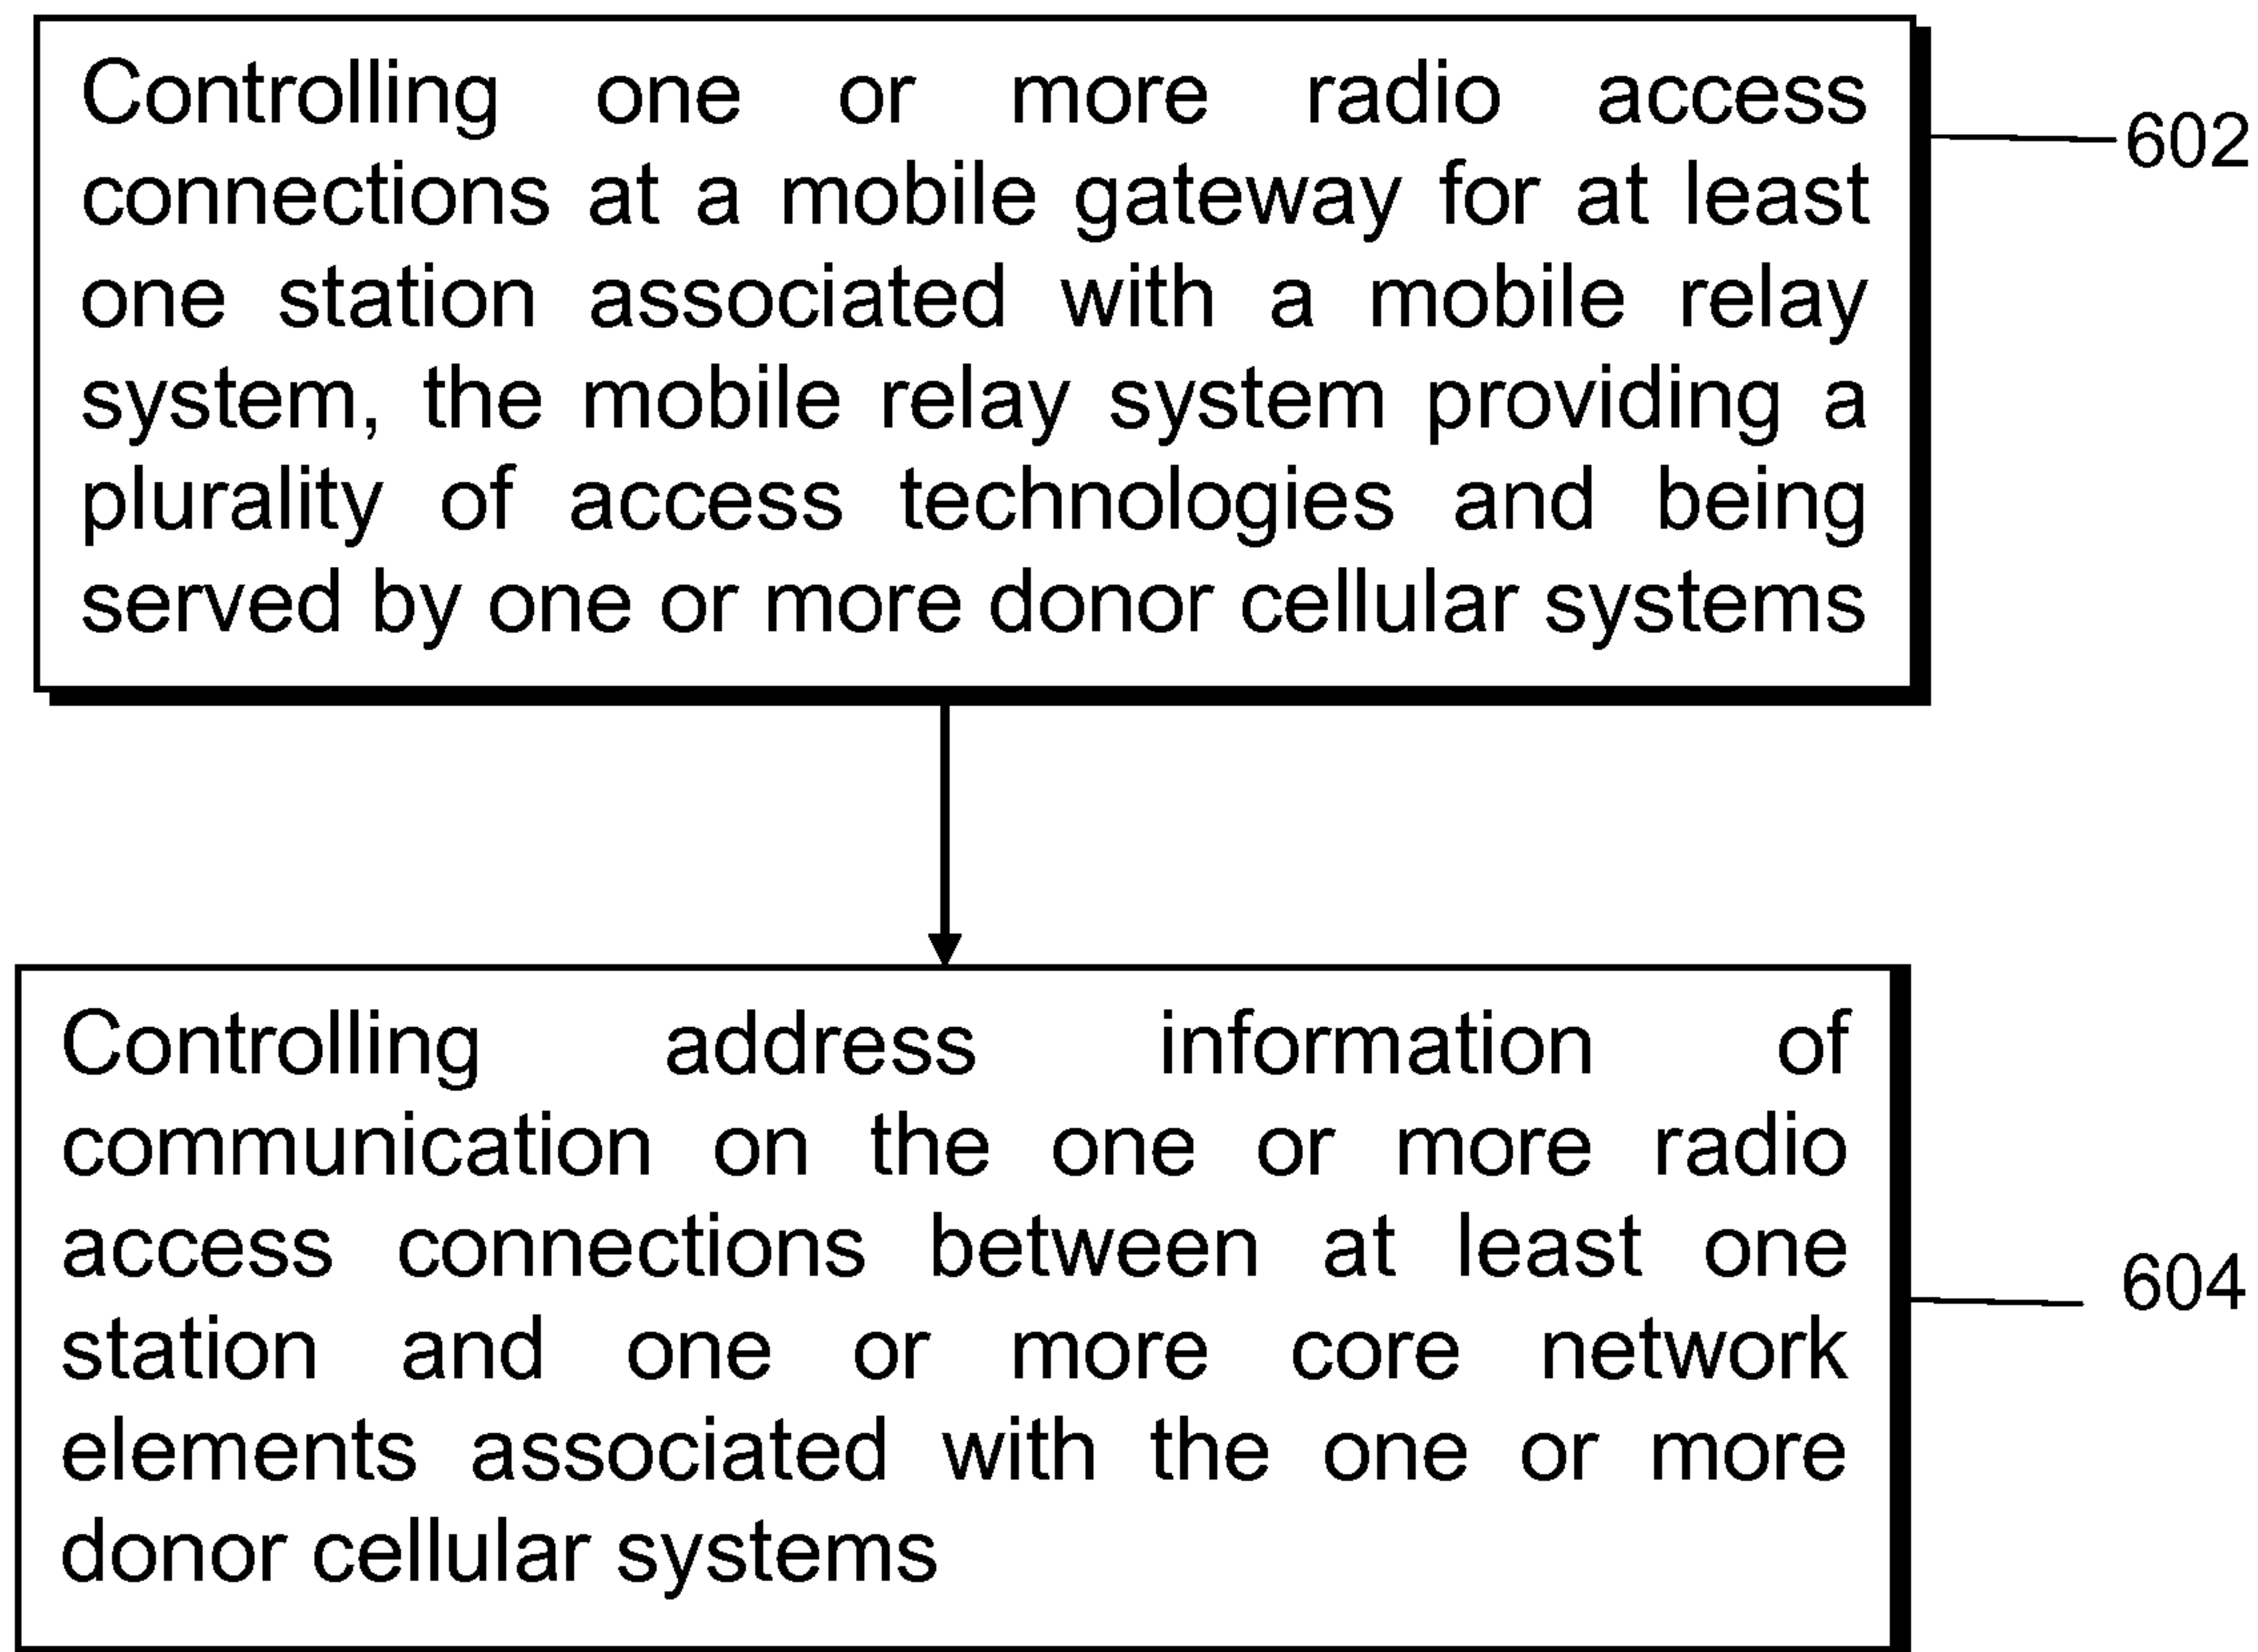 Controlling one or more radio access
connections at a mobile gateway for at least
one station associated with a mobile relay
system, the mobile relay system providing a
plurality of access technologies and being
served by one or more donor cellular systems
602
Controlling address information of
communication on the one or more radio
access connections between at least one
station and one or more core network
elements associated with the one or more
donor cellular systems
604